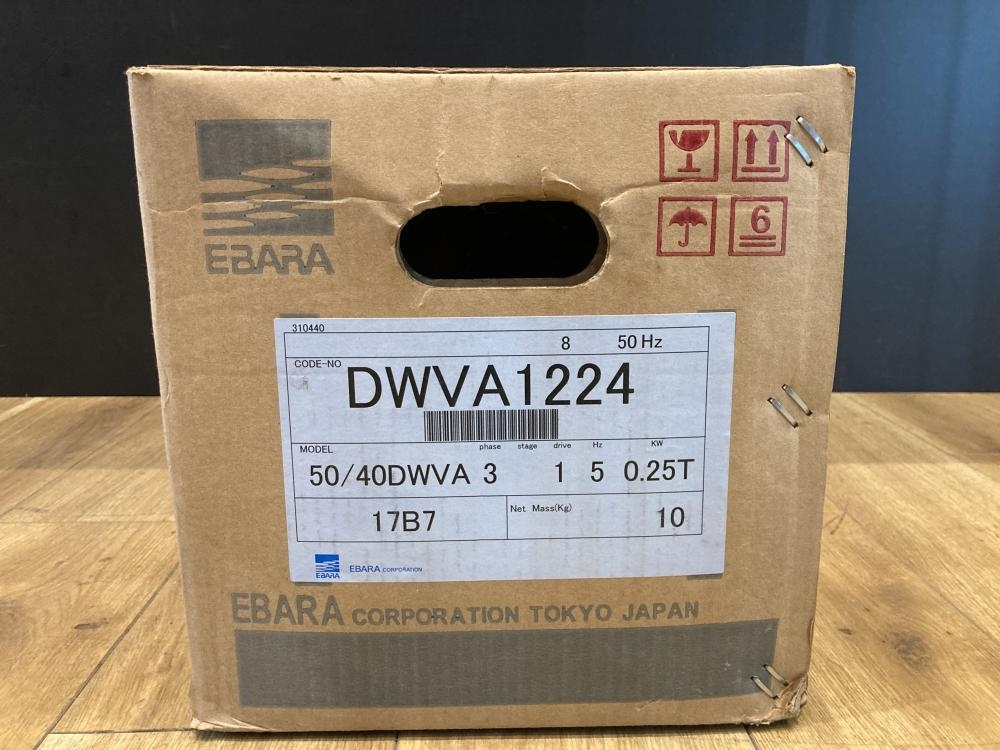 EBARA
6
310440
8 50 Hz
CODE-NO
DWVA1224
MODEL phase stage drive Hz KW
50/40DWVA 3 1 5 0.25T
17B7 Net Mass(Kg) 10
EBARA EBARA CORPORATION
EBARA CORPORATION TOKYO JAPAN